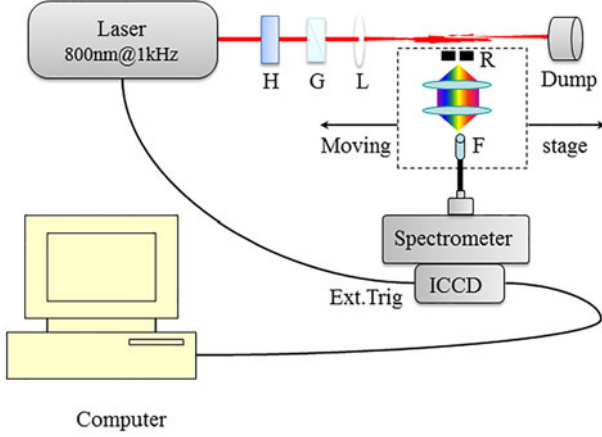 Laser
800nm@1kHz
H
G
L
R
Dump
Moving
F
stage
Spectrometer
Ext.Trig
ICCD
Computer